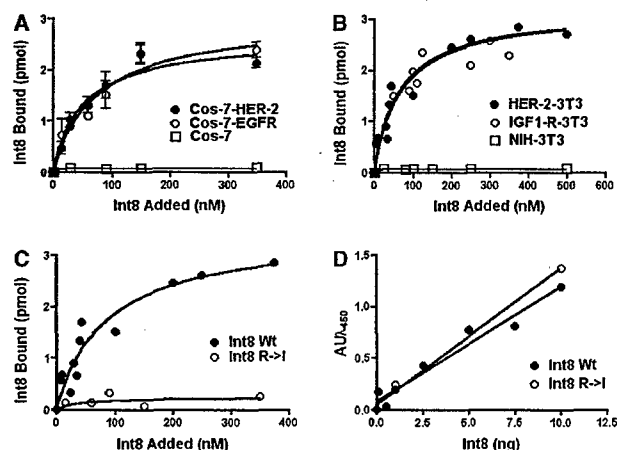 A
Int8 Bound (pmol)
3
2
1
0
Cos-7-HER-2
Cos-7-EGFR
Cos-7
0
100
200
300
400
Int8 Added (nM)
B
Int8 Bound (pmol)
3
2
1
0
HER-2-3T3
IGF1-R-3T3
NIH-3T3
0
100
200
300
400
500
600
Int8 Added (nM)
C
Int8 Bound (pmol)
3
2
1
0
Int8 Wt
Int8 R->I
0
100
200
300
400
Int8 Added (nM)
D
AUλ450
1.5
1.0
0.5
0.0
Int8 Wt
Int8 R->I
0.0
2.5
5.0
7.5
10.0
12.5
Int8 (ng)